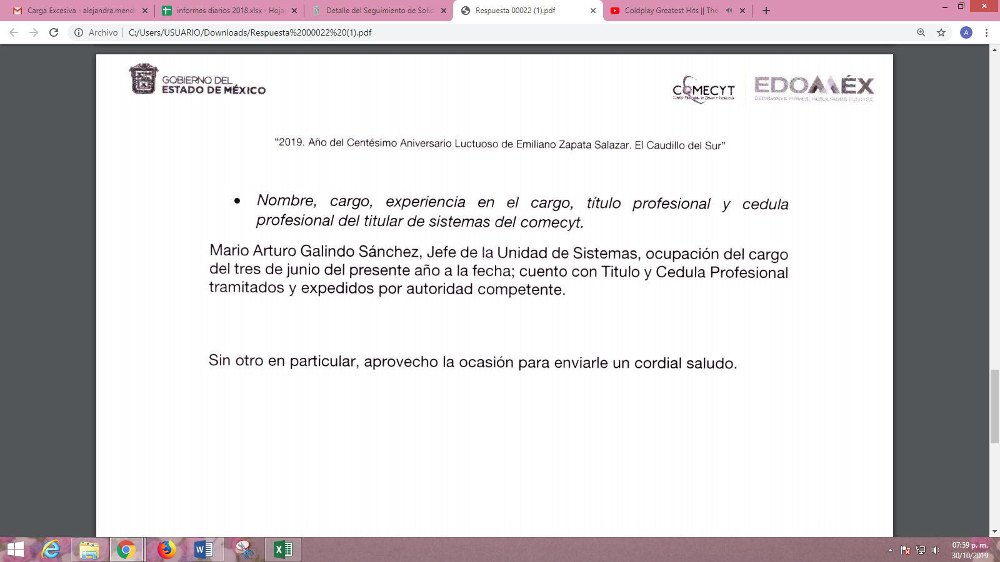 Carga Excesiva - alejandra.mend
informes diarios 2018.xlsx - Hoja
Detalle del Seguimiento de Solic
Respuesta 00022 (1).pdf
Coldplay Greatest Hits || The
Archivo
C:/Users/USUARIO/Downloads/Respuesta%2000022%20(1).pdf
A
GOBIERNO DEL
ESTADO DE MÉXICO
COMECYT
EDOMÉX
DECISIONES FIRMES, RESULTADOS FUERTES.
“2019. Año del Centésimo Aniversario Luctuoso de Emiliano Zapata Salazar. El Caudillo del Sur”
• Nombre, cargo, experiencia en el cargo, título profesional y cedula
profesional del titular de sistemas del comecyt.
Mario Arturo Galindo Sánchez, Jefe de la Unidad de Sistemas, ocupación del cargo
del tres de junio del presente año a la fecha; cuento con Titulo y Cedula Profesional
tramitados y expedidos por autoridad competente.
Sin otro en particular, aprovecho la ocasión para enviarle un cordial saludo.
07:59 p. m.
30/10/2019